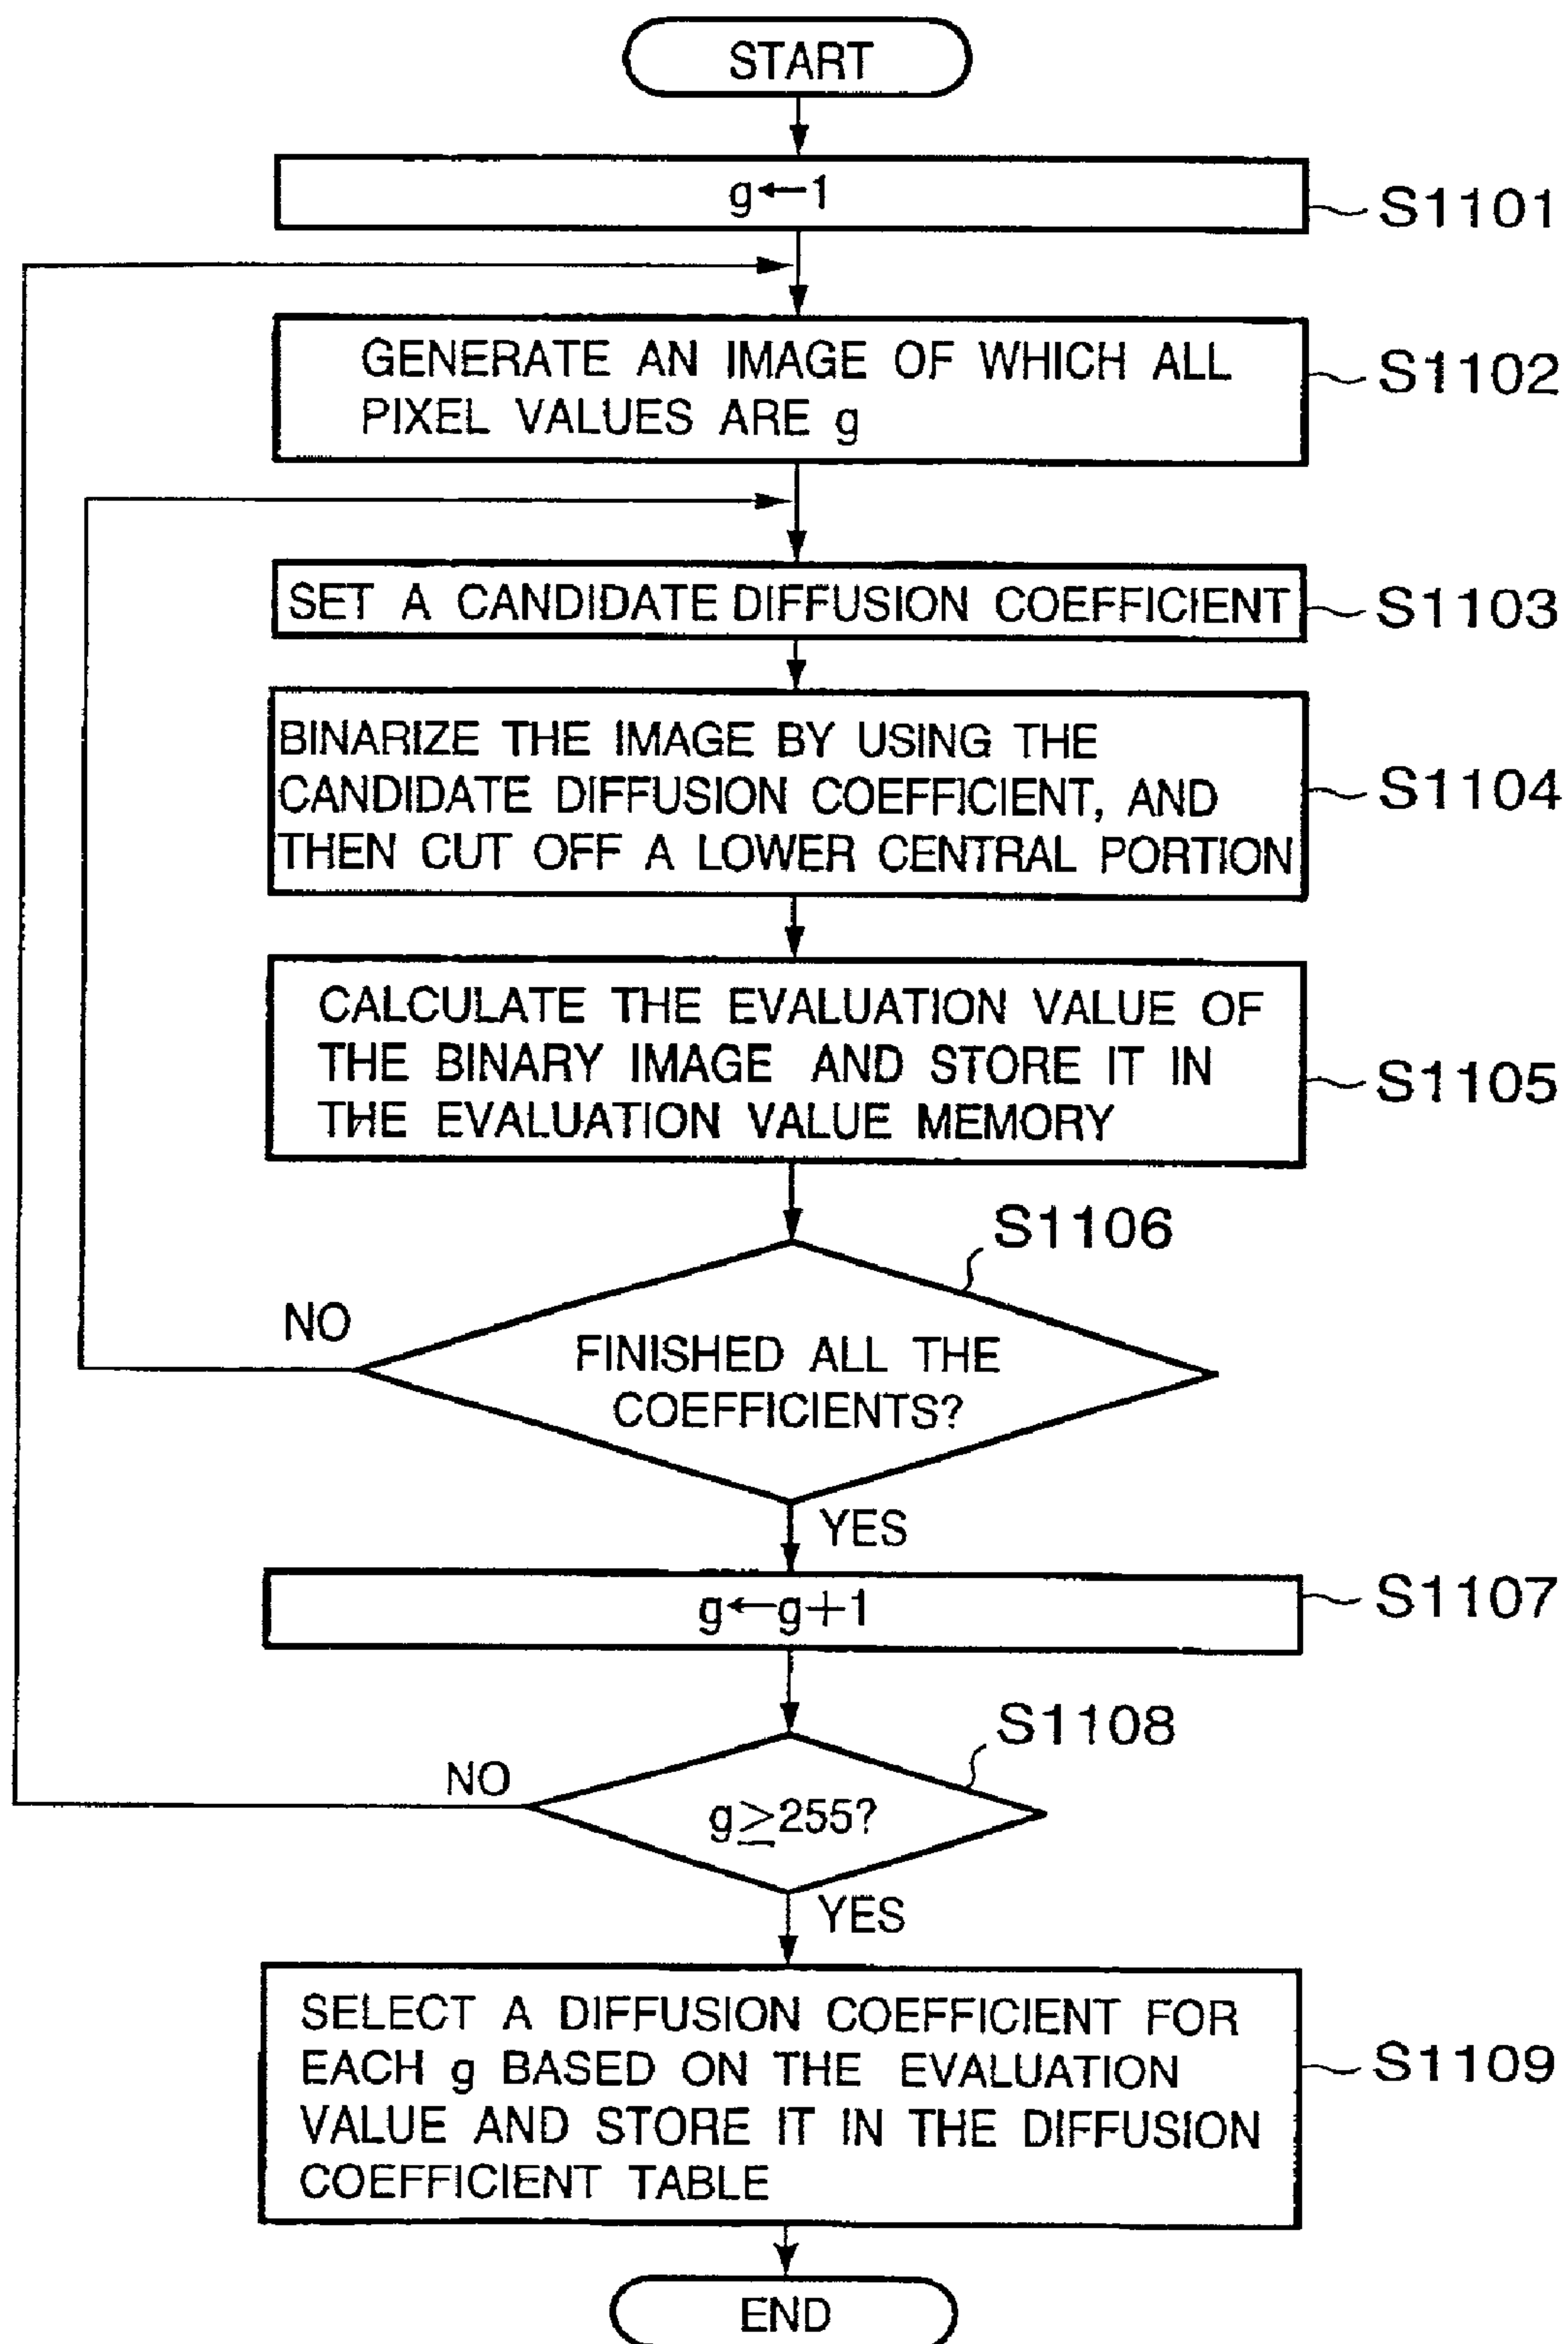 START
g←1
S1101
GENERATE AN IMAGE OF WHICH ALL
PIXEL VALUES ARE g
S1102
SET A CANDIDATE DIFFUSION COEFFICIENT
S1103
BINARIZE THE IMAGE BY USING THE
CANDIDATE DIFFUSION COEFFICIENT, AND
THEN CUT OFF A LOWER CENTRAL PORTION
S1104
CALCULATE THE EVALUATION VALUE OF
THE BINARY IMAGE AND STORE IT IN
THE EVALUATION VALUE MEMORY
S1105
S1106
NO
FINISHED ALL THE
COEFFICIENTS?
YES
g←g+1
S1107
S1108
NO
g≥255?
YES
SELECT A DIFFUSION COEFFICIENT FOR
EACH g BASED ON THE EVALUATION
VALUE AND STORE IT IN THE DIFFUSION
COEFFICIENT TABLE
S1109
END